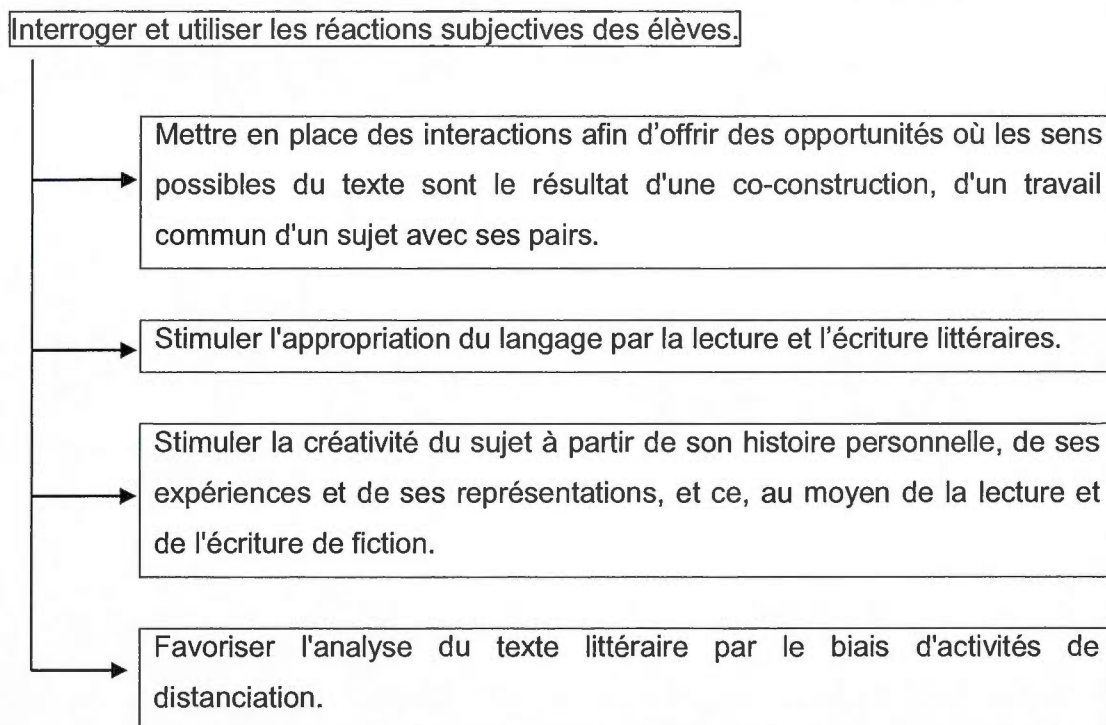 Interroger et utiliser les réactions subjectives des élèves.
Mettre en place des interactions afin d’offrir des opportunités où les sens
possibles du texte sont le résultat d'une co-construction, d'un travail
commun d'un sujet avec ses pairs.
Stimuler l'appropriation du langage par la lecture et l’écriture littéraires.
Stimuler la créativité du sujet à partir de son histoire personnelle, de ses
expériences et de ses représentations, et ce, au moyen de la lecture et
de l'écriture de fiction.
Favoriser l'analyse du texte littéraire par le biais d'activités de
distanciation.